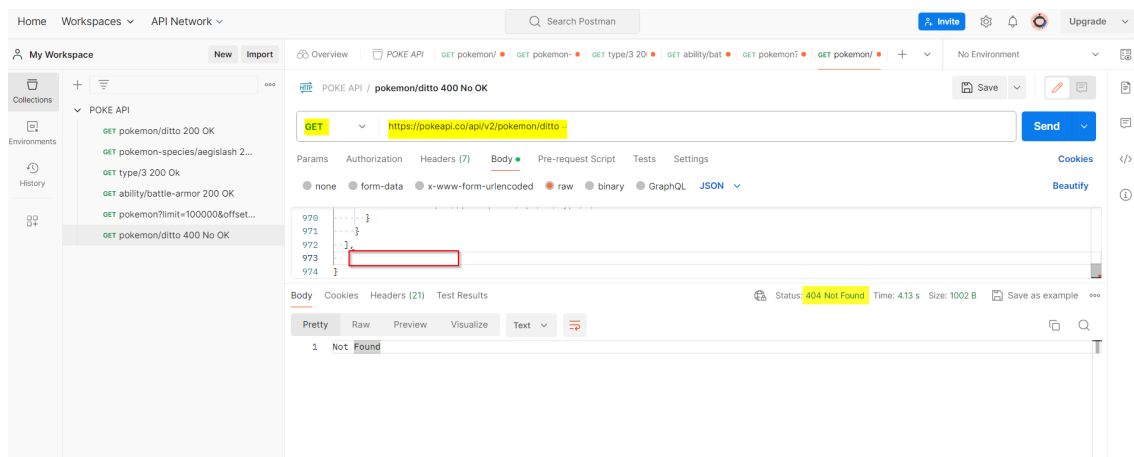 Home Workspaces API Network Search Postman Invite Upgrade
My Workspace New Import Overview POKE API GET pokemon/ GET pokemon- GET type/3 20 GET ability/bat GET pokemon? GET pokemon/ No Environment
Collections
Environments
History
POKE API
GET pokemon/ditto 200 OK
GET pokemon-species/aegislash 2...
GET type/3 200 Ok
GET ability/battle-armor 200 OK
GET pokemon?limit=100000&offset...
GET pokemon/ditto 400 No OK
HTTP POKE API / pokemon/ditto 400 No OK Save
GET https://pokeapi.co/api/v2/pokemon/ditto Send
Params Authorization Headers (7) Body Pre-request Script Tests Settings Cookies
none form-data x-www-form-urlencoded raw binary GraphQL JSON Beautify
970 }
971 }
972 ],
973
974 }
Body Cookies Headers (21) Test Results Status: 404 Not Found Time: 4.13 s Size: 1002 B Save as example
Pretty Raw Preview Visualize Text
1 Not Found